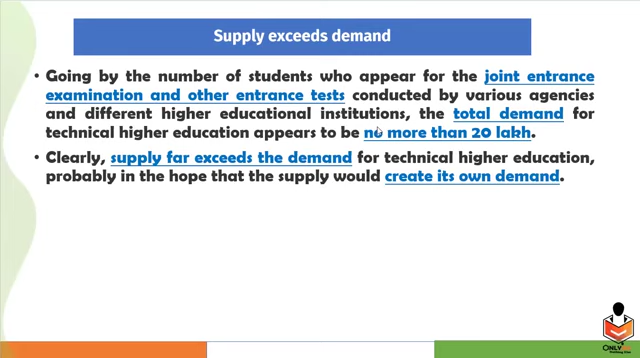 Supply exceeds demand
• Going by the number of students who appear for the joint entrance
examination and other entrance tests conducted by various agencies
and different higher educational institutions, the total demand for
technical higher education appears to be no more than 20 lakh.
• Clearly, supply far exceeds the demand for technical higher education,
probably in the hope that the supply would create its own demand.